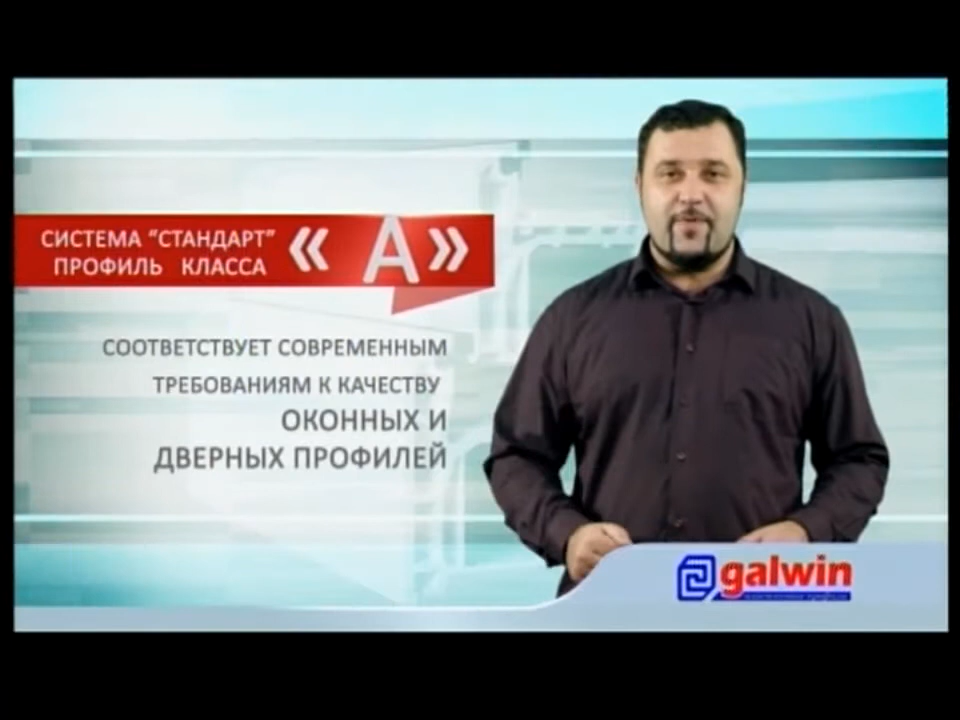 СИСТЕМА “СТАНДАРТ”
ПРОФИЛЬ КЛАССА
« А »
СООТВЕТСТВУЕТ СОВРЕМЕННЫМ
ТРЕБОВАНИЯМ К КАЧЕСТВУ
ОКОННЫХ И
ДВЕРНЫХ ПРОФИЛЕЙ
galwin